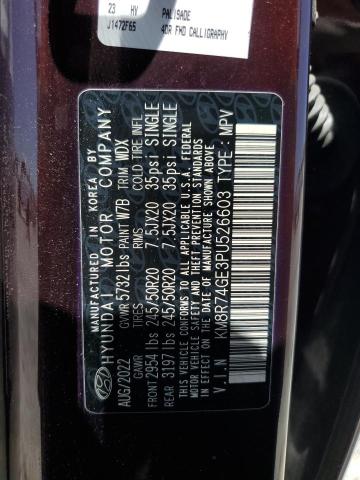 23 HV PALISADE
J1472F65 4DR FWD CALLIGRAPHY
MANUFACTURED IN KOREA BY
HYUNDAI MOTOR COMPANY
AUG/2022 GVWR 5732lbs PAINT W7B TRIM WDX
GAWR TIRES RIMS COLD TIRE INFL
FRONT 2954 lbs 245/50R20 7.5JX20 35psi SINGLE
REAR 3197 lbs 245/50R20 7.5JX20 35psi SINGLE
THIS VEHICLE CONFORMS TO ALL APPLICABLE U.S.A. FEDERAL
MOTOR VEHICLE SAFETY, BUMPER, AND THEFT PREVENTION STANDARDS
IN EFFECT ON THE DATE OF MANUFACTURE SHOWN ABOVE.
V.I.N KM8R74GE3PU526603 TYPE : MPV